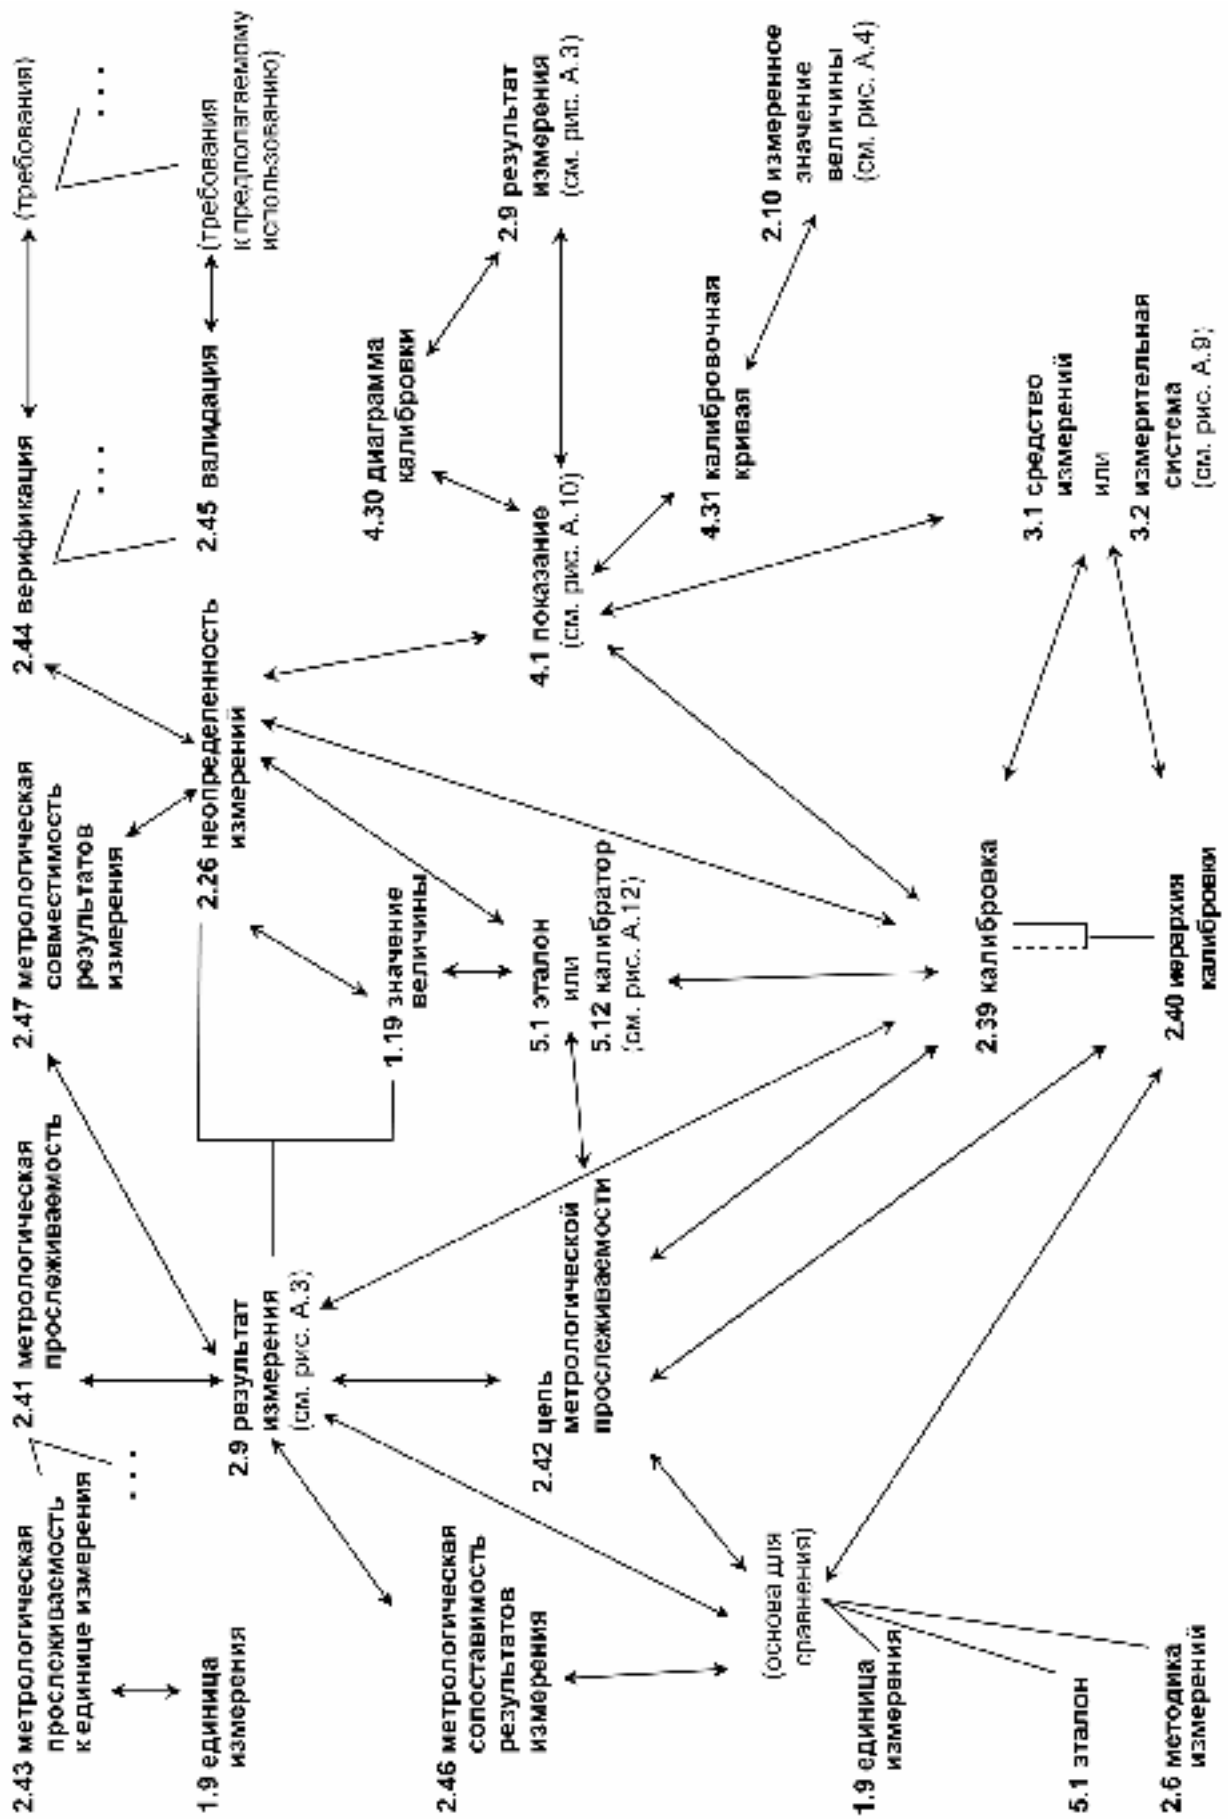 2.43 метрологическая
прослеживаемость
к единице измерения
1.9 единица
измерения
2.41 метрологическая
прослеживаемость
. . .
2.47 метрологическая
совместимость
результатов
измерения
2.44 верификация
. . .
(требования)
. . .
2.45 валидация
(требования
к предполагаемому
использованию)
2.9 результат
измерения
(см. рис. А.3)
2.26 неопределенность
измерений
1.19 значение
величины
4.30 диаграмма
калибровки
2.9 результат
измерения
(см. рис. А.3)
2.46 метрологическая
сопоставимость
результатов
измерения
2.42 цепь
метрологической
прослеживаемости
5.1 эталон
или
5.12 калибратор
(см. рис. А.12)
4.1 показание
(см. рис. А.10)
4.31 калибровочная
кривая
2.10 измеренное
значение
величины
(см. рис. А.4)
(основа для
сравнения)
1.9 единица
измерения
5.1 эталон
2.6 методика
измерений
2.39 калибровка
2.40 иерархия
калибровки
3.1 средство
измерений
или
3.2 измерительная
система
(см. рис. А.9)